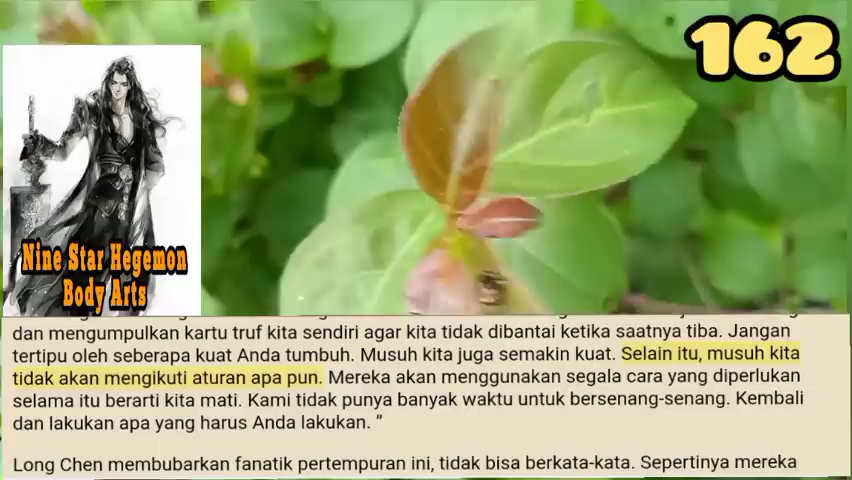 162
Nine Star Hegemon
Body Arts
dan mengumpulkan kartu truf kita sendiri agar kita tidak dibantai ketika saatnya tiba. Jangan
tertipu oleh seberapa kuat Anda tumbuh. Musuh kita juga semakin kuat. Selain itu, musuh kita
tidak akan mengikuti aturan apa pun. Mereka akan menggunakan segala cara yang diperlukan
selama itu berarti kita mati. Kami tidak punya banyak waktu untuk bersenang-senang. Kembali
dan lakukan apa yang harus Anda lakukan. ”
Long Chen membubarkan fanatik pertempuran ini, tidak bisa berkata-kata. Sepertinya mereka